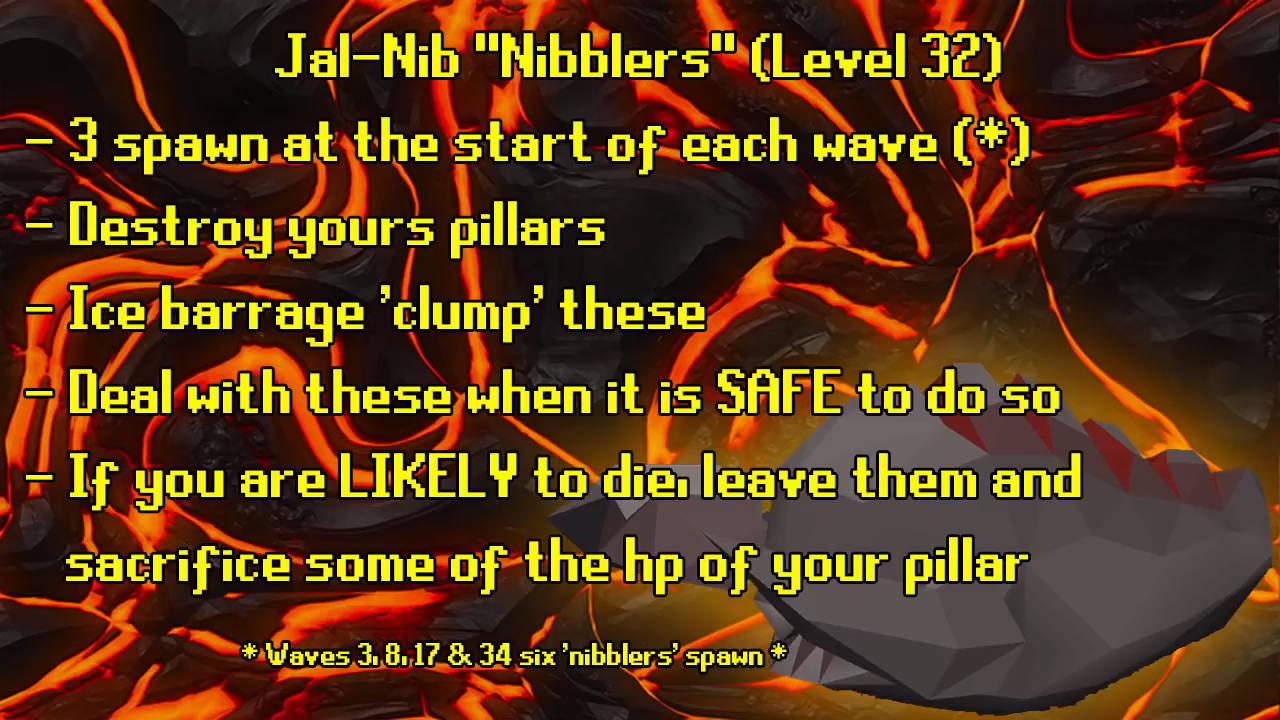 Jal-Nib "Nibblers" (Level 32)
- 3 spawn at the start of each wave (*)
- Destroy yours pillars
- Ice barrage 'clump' these
- Deal with these when it is SAFE to do so
- If you are LIKELY to die, leave them and
sacrifice some of the hp of your pillar
* Waves 3, 8, 17 & 34 six 'nibblers' spawn *